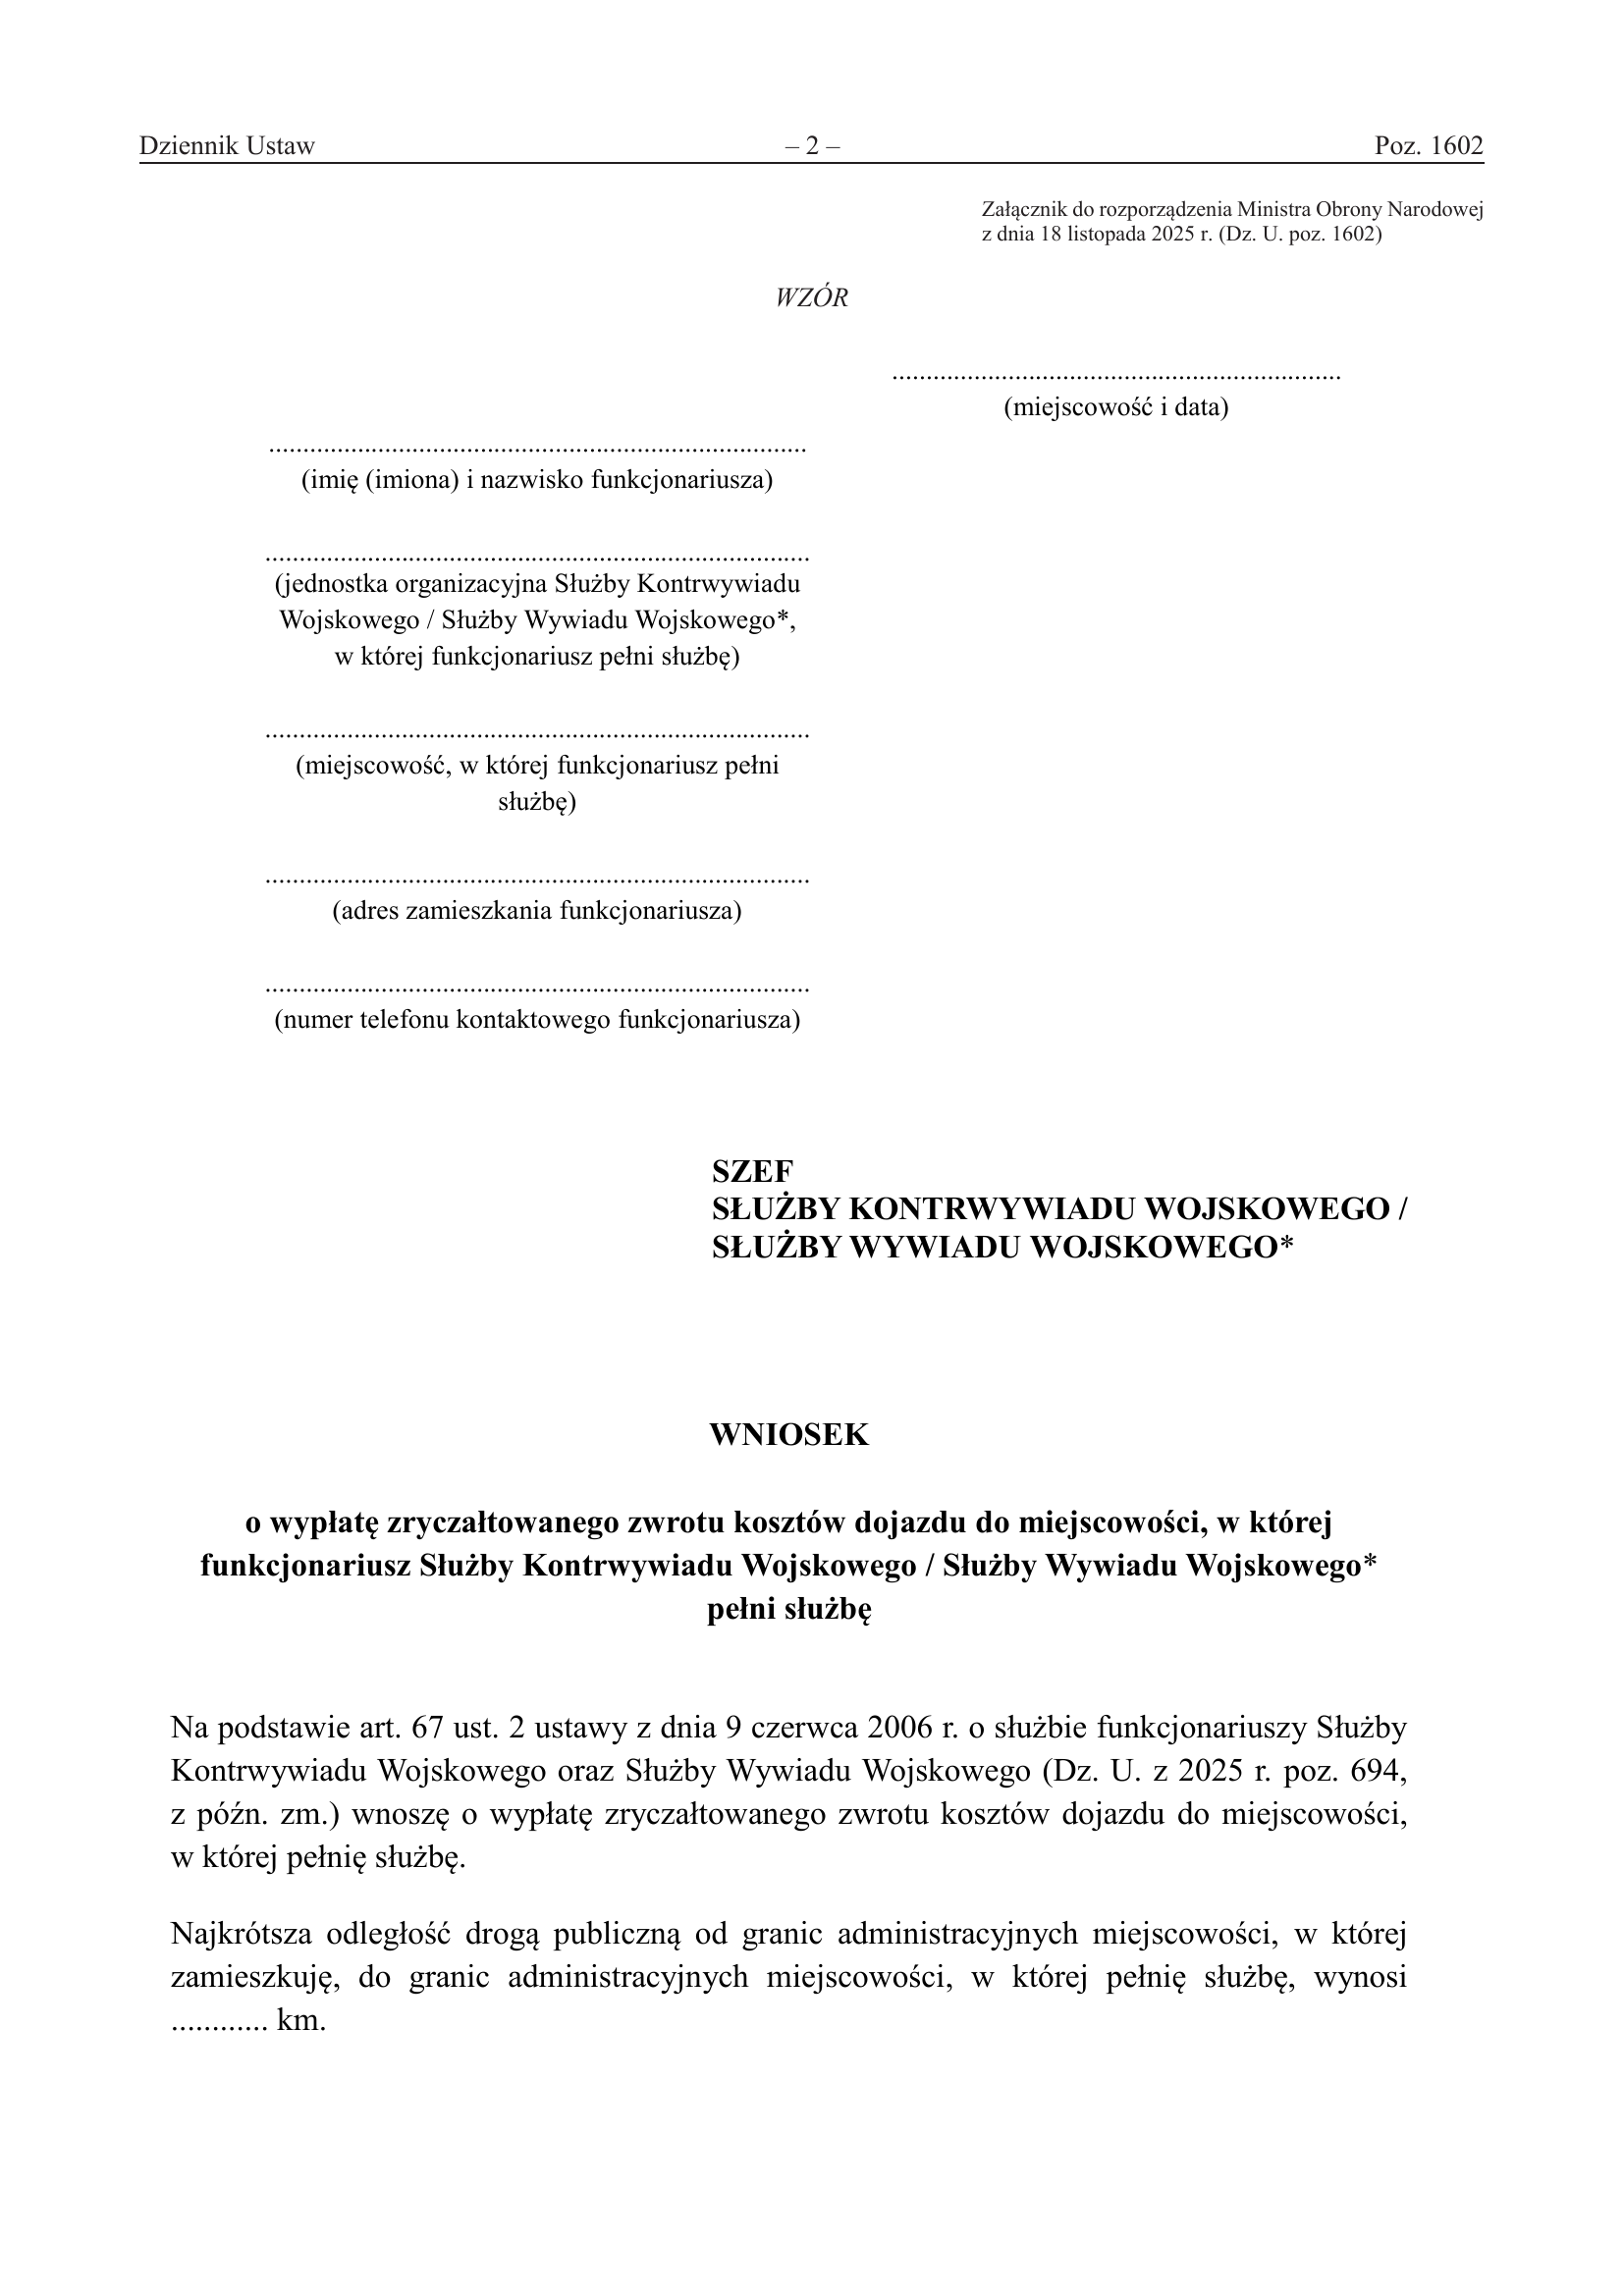 Dziennik Ustaw – 2 – Poz. 1602
Załącznik do rozporządzenia Ministra Obrony Narodowej
z dnia 18 listopada 2025 r. (Dz. U. poz. 1602)
WZÓR
..................................................................
(miejscowość i data)
...............................................................................
(imię (imiona) i nazwisko funkcjonariusza)
................................................................................
(jednostka organizacyjna Służby Kontrwywiadu
Wojskowego / Służby Wywiadu Wojskowego*,
w której funkcjonariusz pełni służbę)
................................................................................
(miejscowość, w której funkcjonariusz pełni
służbę)
................................................................................
(adres zamieszkania funkcjonariusza)
................................................................................
(numer telefonu kontaktowego funkcjonariusza)
SZEF
SŁUŻBY KONTRWYWIADU WOJSKOWEGO /
SŁUŻBY WYWIADU WOJSKOWEGO*
WNIOSEK
o wypłatę zryczałtowanego zwrotu kosztów dojazdu do miejscowości, w której
funkcjonariusz Służby Kontrwywiadu Wojskowego / Służby Wywiadu Wojskowego*
pełni służbę
Na podstawie art. 67 ust. 2 ustawy z dnia 9 czerwca 2006 r. o służbie funkcjonariuszy Służby
Kontrwywiadu Wojskowego oraz Służby Wywiadu Wojskowego (Dz. U. z 2025 r. poz. 694,
z późn. zm.) wnoszę o wypłatę zryczałtowanego zwrotu kosztów dojazdu do miejscowości,
w której pełnię służbę.
Najkrótsza odległość drogą publiczną od granic administracyjnych miejscowości, w której
zamieszkuję, do granic administracyjnych miejscowości, w której pełnię służbę, wynosi
............ km.